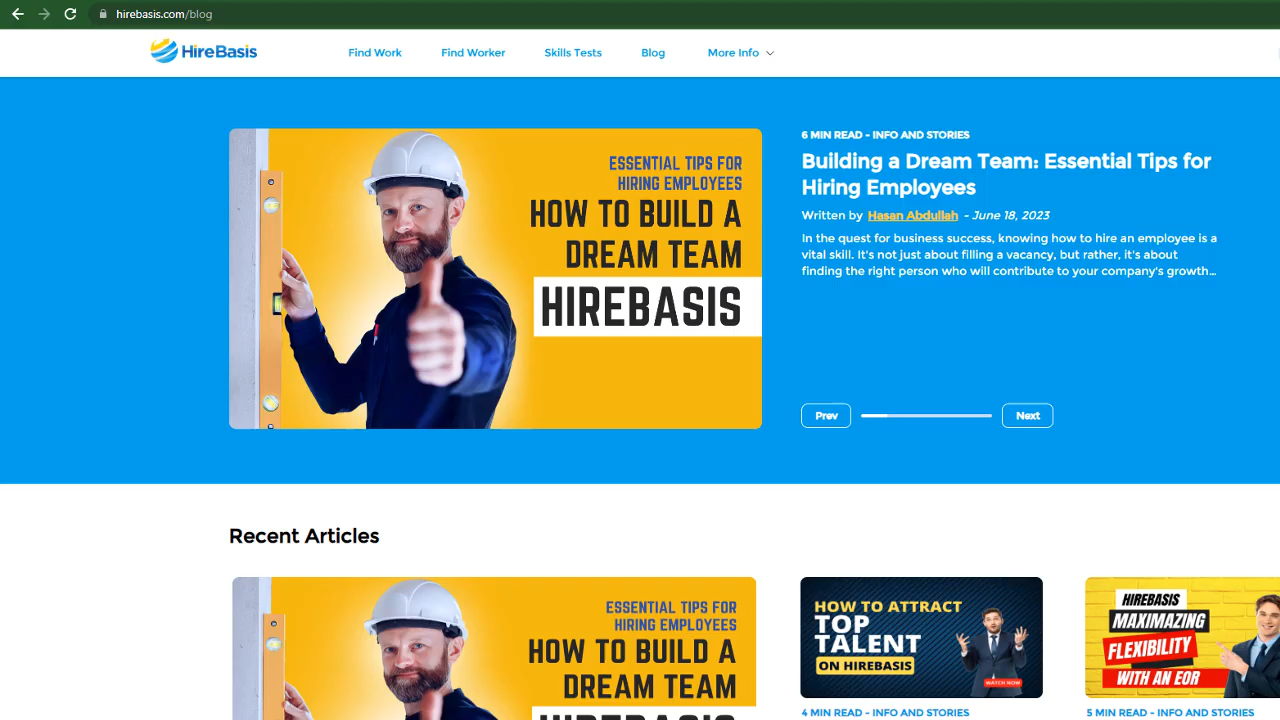 hirebasis.com/blog
HireBasis
Find Work
Find Worker
Skills Tests
Blog
More Info
ESSENTIAL TIPS FOR
HIRING EMPLOYEES
HOW TO BUILD A
DREAM TEAM
HIREBASIS
6 MIN READ - INFO AND STORIES
Building a Dream Team: Essential Tips for
Hiring Employees
Written by Hasan Abdullah - June 18, 2023
In the quest for business success, knowing how to hire an employee is a
vital skill. It's not just about filling a vacancy, but rather, it's about
finding the right person who will contribute to your company's growth...
Prev
Next
Recent Articles
ESSENTIAL TIPS FOR
HIRING EMPLOYEES
HOW TO BUILD A
DREAM TEAM
HIREBASIS
HOW TO ATTRACT
TOP
TALENT
ON HIREBASIS
WATCH NOW
4 MIN READ - INFO AND STORIES
HIREBASIS
MAXIMAZING
FLEXIBILITY
WITH AN EOR
5 MIN READ - INFO AND STORIES